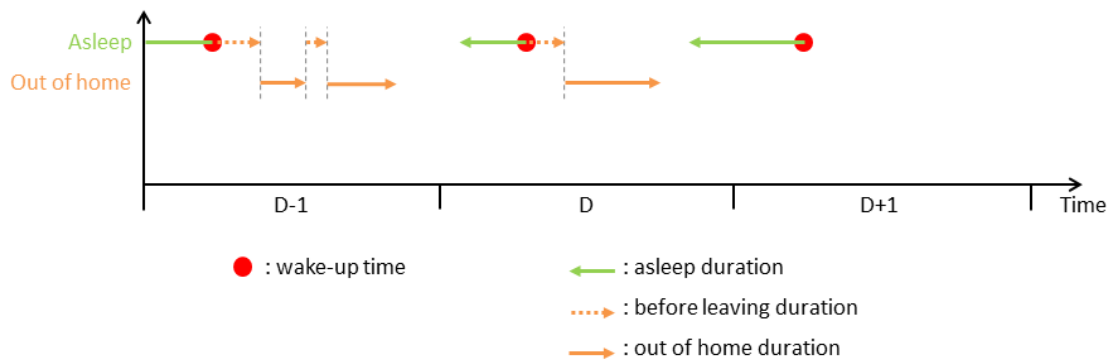 Asleep
Out of home
D-1 D D+1 Time
: wake-up time
: asleep duration
: before leaving duration
: out of home duration